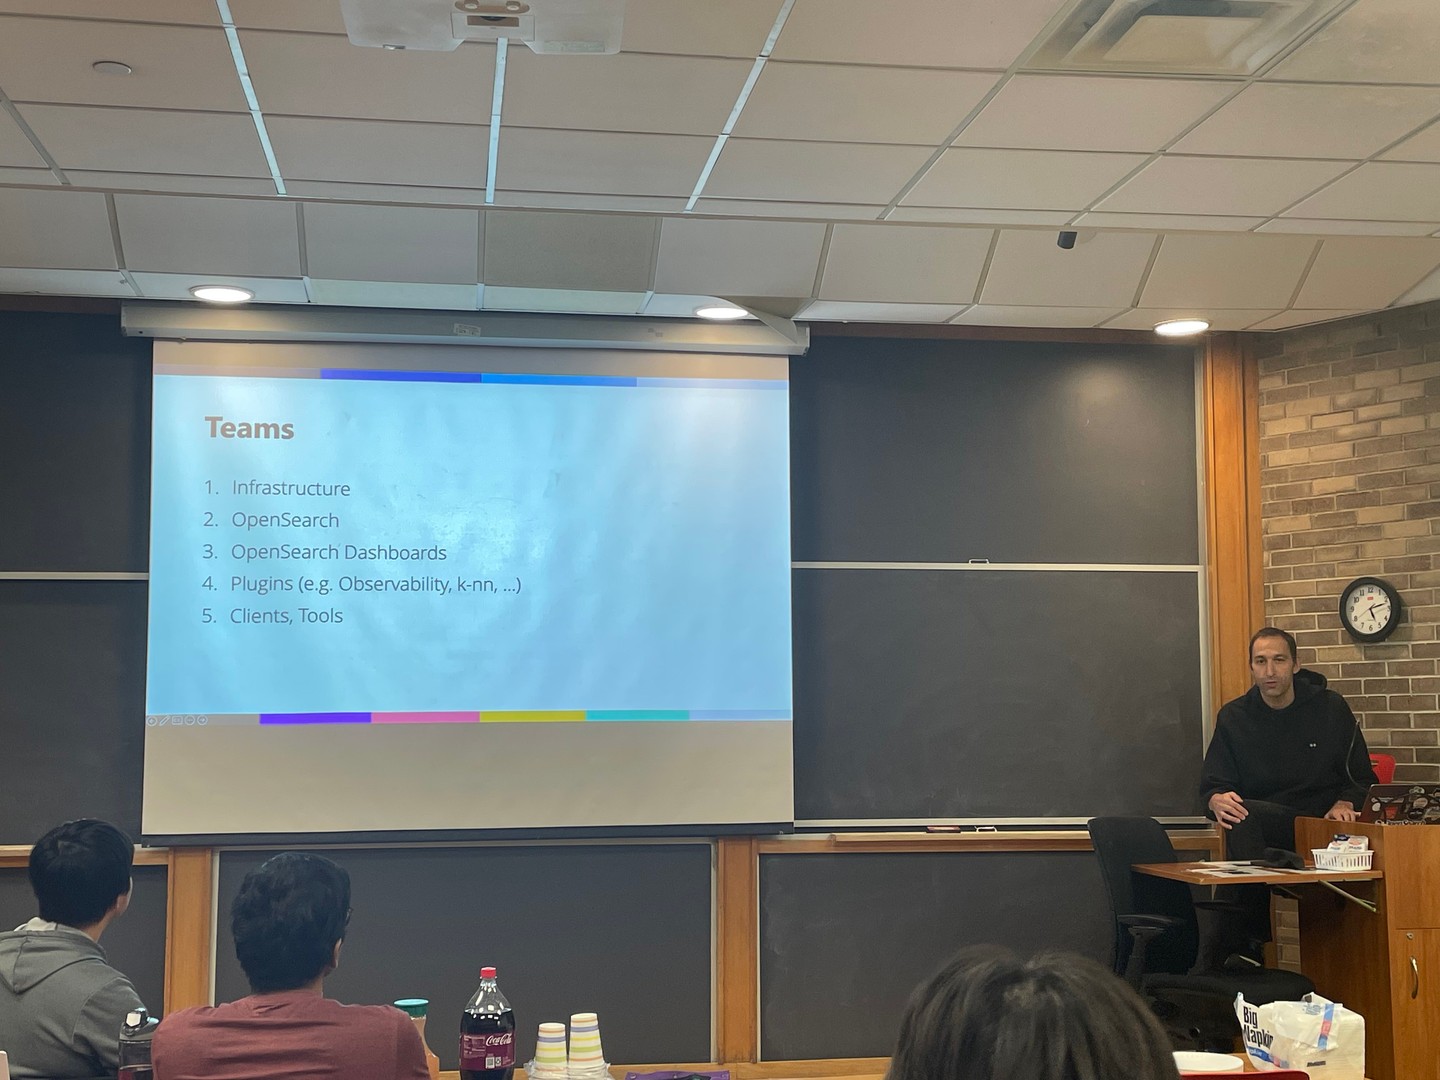 Teams
1. Infrastructure
2. OpenSearch
3. OpenSearch Dashboards
4. Plugins (e.g. Observability, k-nn, ...)
5. Clients, Tools
Coca-Cola
Big
Napkin